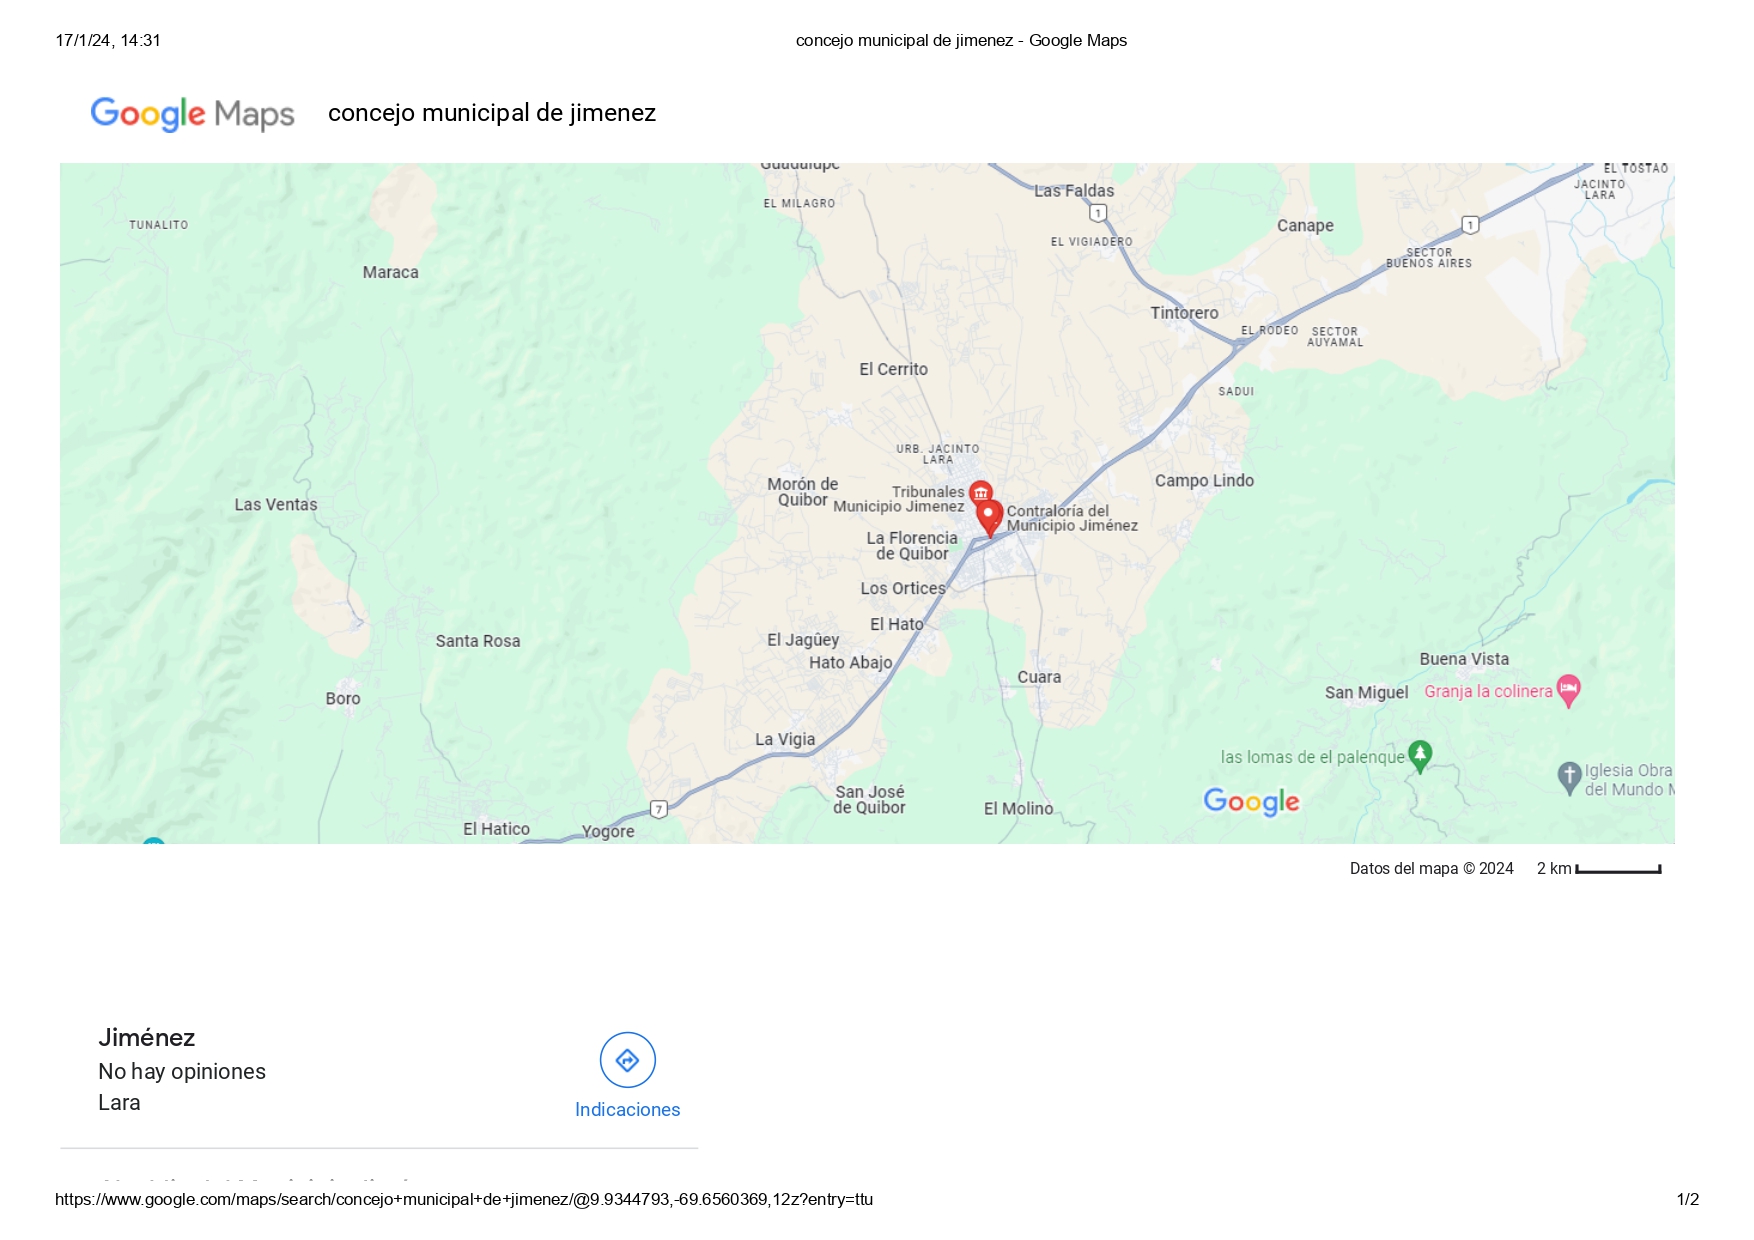 17/1/24, 14:31
concejo municipal de jimenez - Google Maps
Google Maps
concejo municipal de jimenez
Guadalupe
EL TOSTAO
JACINTO
LARA
Las Faldas
1
EL MILAGRO
TUNALITO
Canape
1
EL VIGIADERO
SECTOR
BUENOS AIRES
Maraca
Tintorero
EL RODEO
SECTOR
AUYAMAL
El Cerrito
SADUI
URB. JACINTO
LARA
Campo Lindo
Morón de
Quibor
Tribunales
Municipio Jimenez
Las Ventas
Contraloría del
Municipio Jiménez
La Florencia
de Quibor
Los Ortices
El Hato
El Jagûey
Santa Rosa
Hato Abajo
Buena Vista
Cuara
San Miguel
Granja la colinera
Boro
La Vigia
las lomas de el palenque
Iglesia Obra
del Mundo
San José
de Quibor
Google
7
El Molino
El Hatico
Yogore
Datos del mapa © 2024
2 km
Jiménez
No hay opiniones
Lara
Indicaciones
https://www.google.com/maps/search/concejo+municipal+de+jimenez/@9.9344793,-69.6560369,12z?entry=ttu
1/2